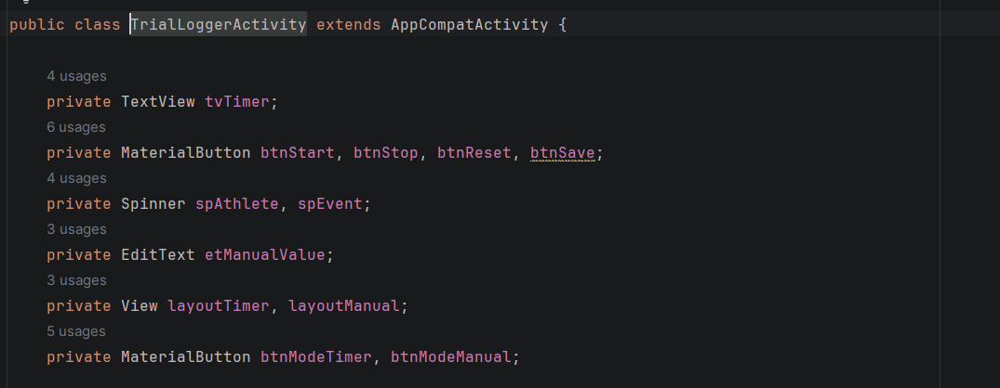 public class TrialLoggerActivity extends AppCompatActivity {
4 usages
private TextView tvTimer;
6 usages
private MaterialButton btnStart, btnStop, btnReset, btnSave;
4 usages
private Spinner spAthlete, spEvent;
3 usages
private EditText etManualValue;
3 usages
private View layoutTimer, layoutManual;
5 usages
private MaterialButton btnModeTimer, btnModeManual;